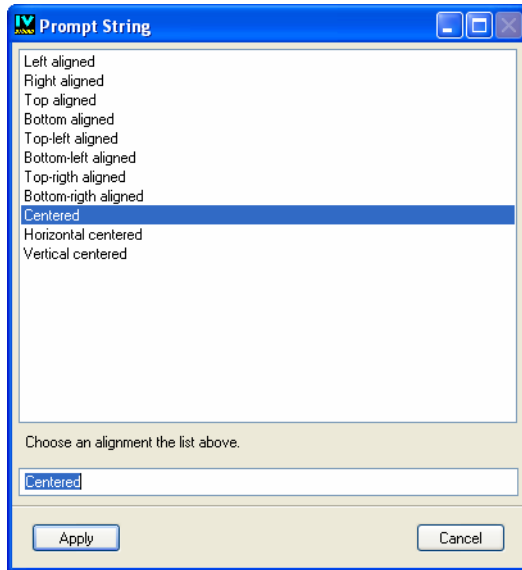 Prompt String
Left aligned
Right aligned
Top aligned
Bottom aligned
Top-left aligned
Bottom-left aligned
Top-rigth aligned
Bottom-rigth aligned
Centered
Horizontal centered
Vertical centered
Choose an alignment the list above.
Centered
Apply
Cancel